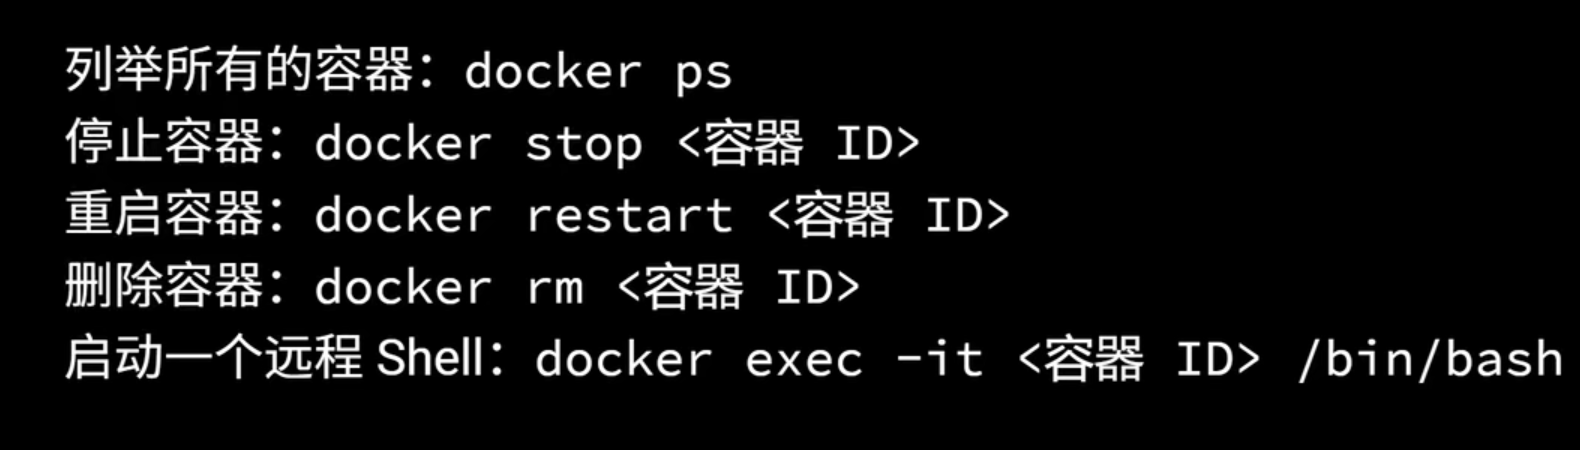 列举所有的容器：docker ps
停止容器：docker stop <容器 ID>
重启容器：docker restart <容器 ID>
删除容器：docker rm <容器 ID>
启动一个远程 Shell：docker exec -it <容器 ID> /bin/bash